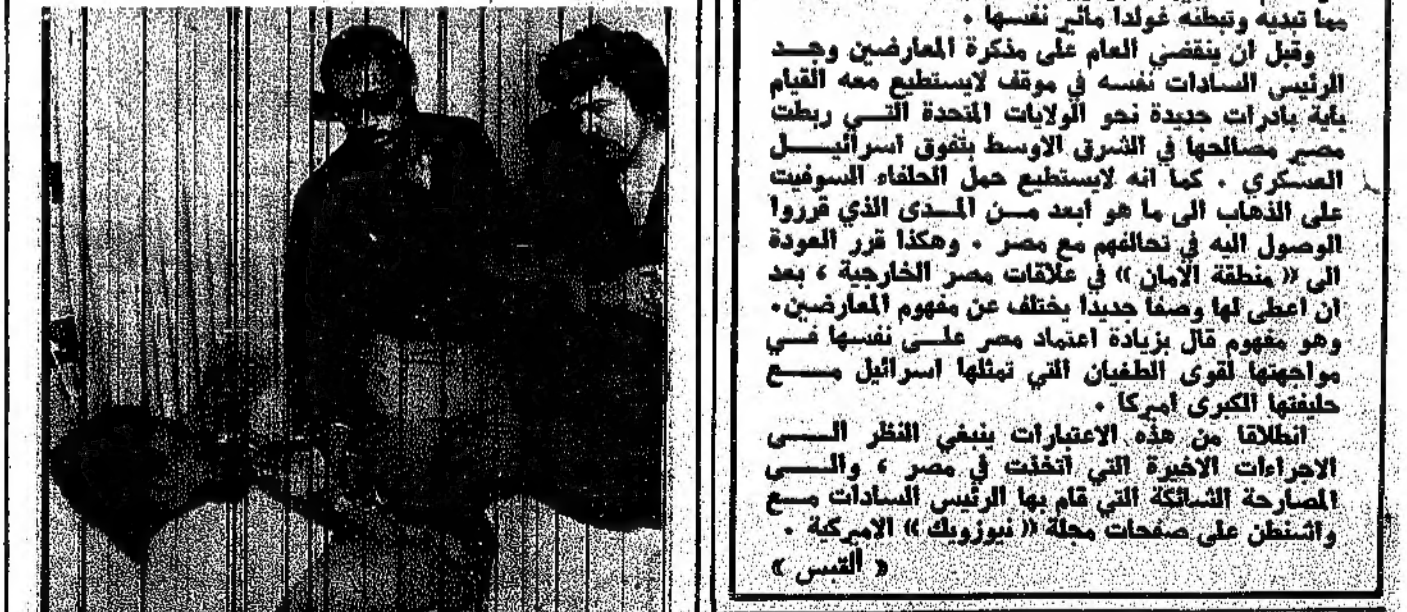 مما تبديه وتبطنه غولدا مائير نفسها .
وقبل ان ينقضي العام على مذكرة المعارضين وجد
الرئيس السادات نفسه في موقف لايستطيع معه القيام
بأية بادرات جديدة نحو الولايات المتحدة التي ربطت
مصير مصالحها في الشرق الاوسط بتفوق اسرائيل
العسكري . كما انه لايستطيع حمل الحلفاء السوفيت
على الذهاب الى ما هو ابعد من المدى الذي قرروا
الوصول اليه في تحالفهم مع مصر . وهكذا قرر العودة
الى « منطقة الامان » في علاقات مصر الخارجية ، بعد
ان اعطى لها وصفا جديدا يختلف عن مفهوم المعارضين.
وهو مفهوم قال بزيادة اعتماد مصر على نفسها في
مواجهتها لقوى الطغيان التي تمثلها اسرائيل مع
حليفتها الكبرى اميركا .
انطلاقا من هذه الاعتبارات ينبغي النظر الى
الاجراءات الاخيرة التي اتخذت في مصر ، والى
المصارحة الشائكة التي قام بها الرئيس السادات مع
واشنطن على صفحات مجلة « نيوزويك » الاميركية .
« القبس »